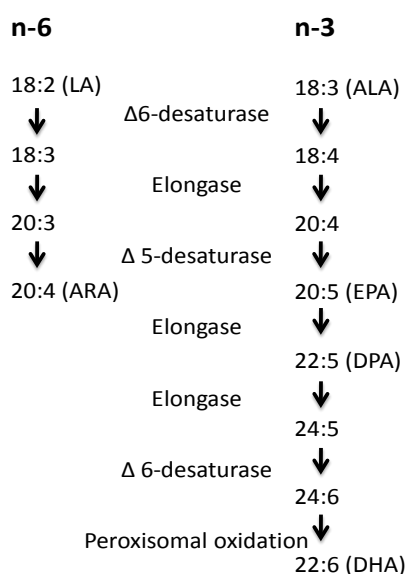 n-6 n-3
18:2 (LA) 18:3 (ALA)
Δ6-desaturase
18:3 18:4
Elongase
20:3 20:4
Δ 5-desaturase
20:4 (ARA) 20:5 (EPA)
Elongase
22:5 (DPA)
Elongase
24:5
Δ 6-desaturase
24:6
Peroxisomal oxidation
22:6 (DHA)